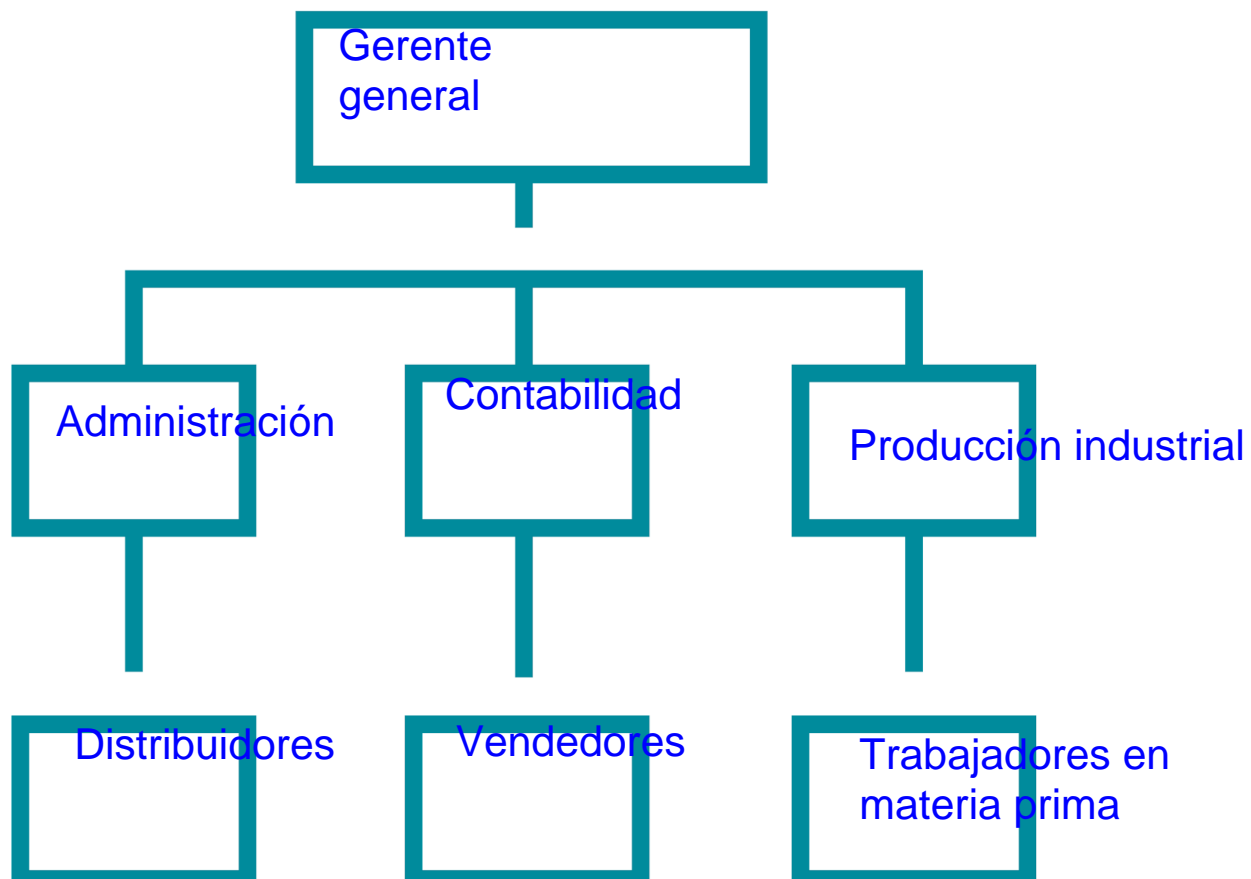 Gerente
general
Administración
Contabilidad
Producción industrial
Distribuidores
Vendedores
Trabajadores en
materia prima